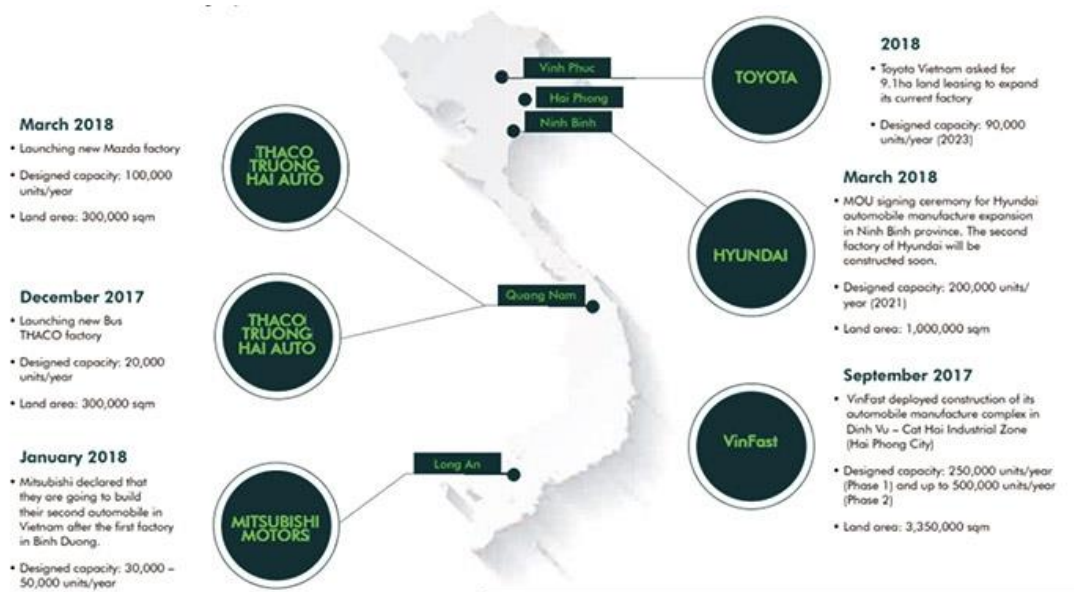 March 2018
• Launching new Mazda factory
• Designed capacity: 100,000
units/year
• Land area: 300,000 sqm
THACO
TRUONG
HAI AUTO
December 2017
• Launching new Bus
THACO factory
• Designed capacity: 20,000
units/year
• Land area: 300,000 sqm
THACO
TRUONG
HAI AUTO
January 2018
• Mitsubishi declared that
they are going to build
their second automobile in
Vietnam after the first factory
in Binh Duong.
• Designed capacity: 30,000 –
50,000 units/year
MITSUBISHI
MOTORS
Vinh Phuc
Hai Phong
Ninh Binh
Quang Nam
Long An
TOYOTA
2018
• Toyota Vietnam asked for
9.1ha land leasing to expand
its current factory
• Designed capacity: 90,000
units/year (2023)
HYUNDAI
March 2018
• MOU signing ceremony for Hyundai
automobile manufacture expansion
in Ninh Binh province. The second
factory of Hyundai will be
constructed soon.
• Designed capacity: 200,000 units/
year (2021)
• Land area: 1,000,000 sqm
VinFast
September 2017
• VinFast deployed construction of its
automobile manufacture complex in
Dinh Vu – Cat Hai Industrial Zone
(Hai Phong City)
• Designed capacity: 250,000 units/year
(Phase 1) and up to 500,000 units/year
(Phase 2)
• Land area: 3,350,000 sqm